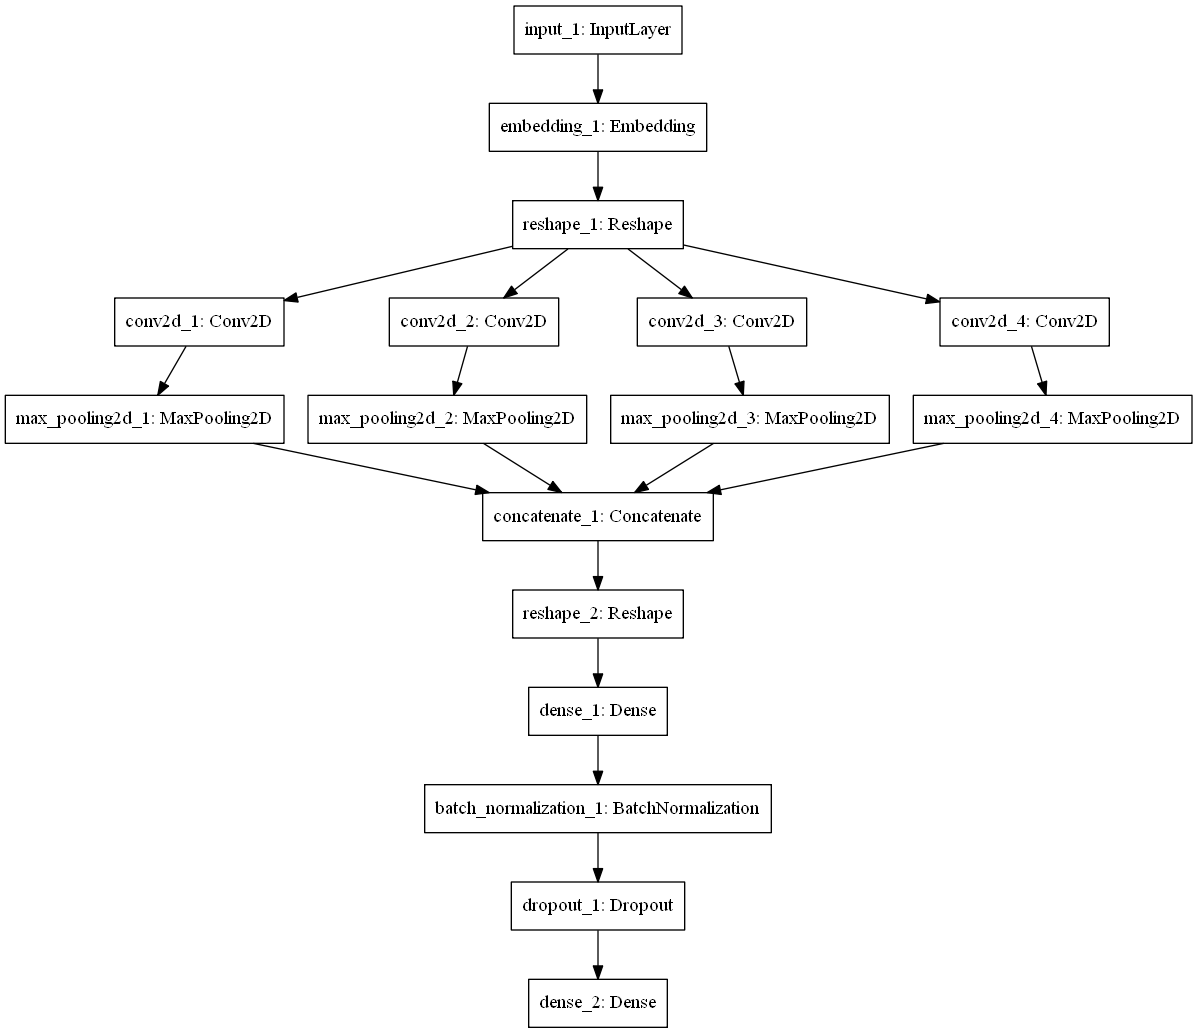 input_1: InputLayer
embedding_1: Embedding
reshape_1: Reshape
conv2d_1: Conv2D
conv2d_2: Conv2D
conv2d_3: Conv2D
conv2d_4: Conv2D
max_pooling2d_1: MaxPooling2D
max_pooling2d_2: MaxPooling2D
max_pooling2d_3: MaxPooling2D
max_pooling2d_4: MaxPooling2D
concatenate_1: Concatenate
reshape_2: Reshape
dense_1: Dense
batch_normalization_1: BatchNormalization
dropout_1: Dropout
dense_2: Dense